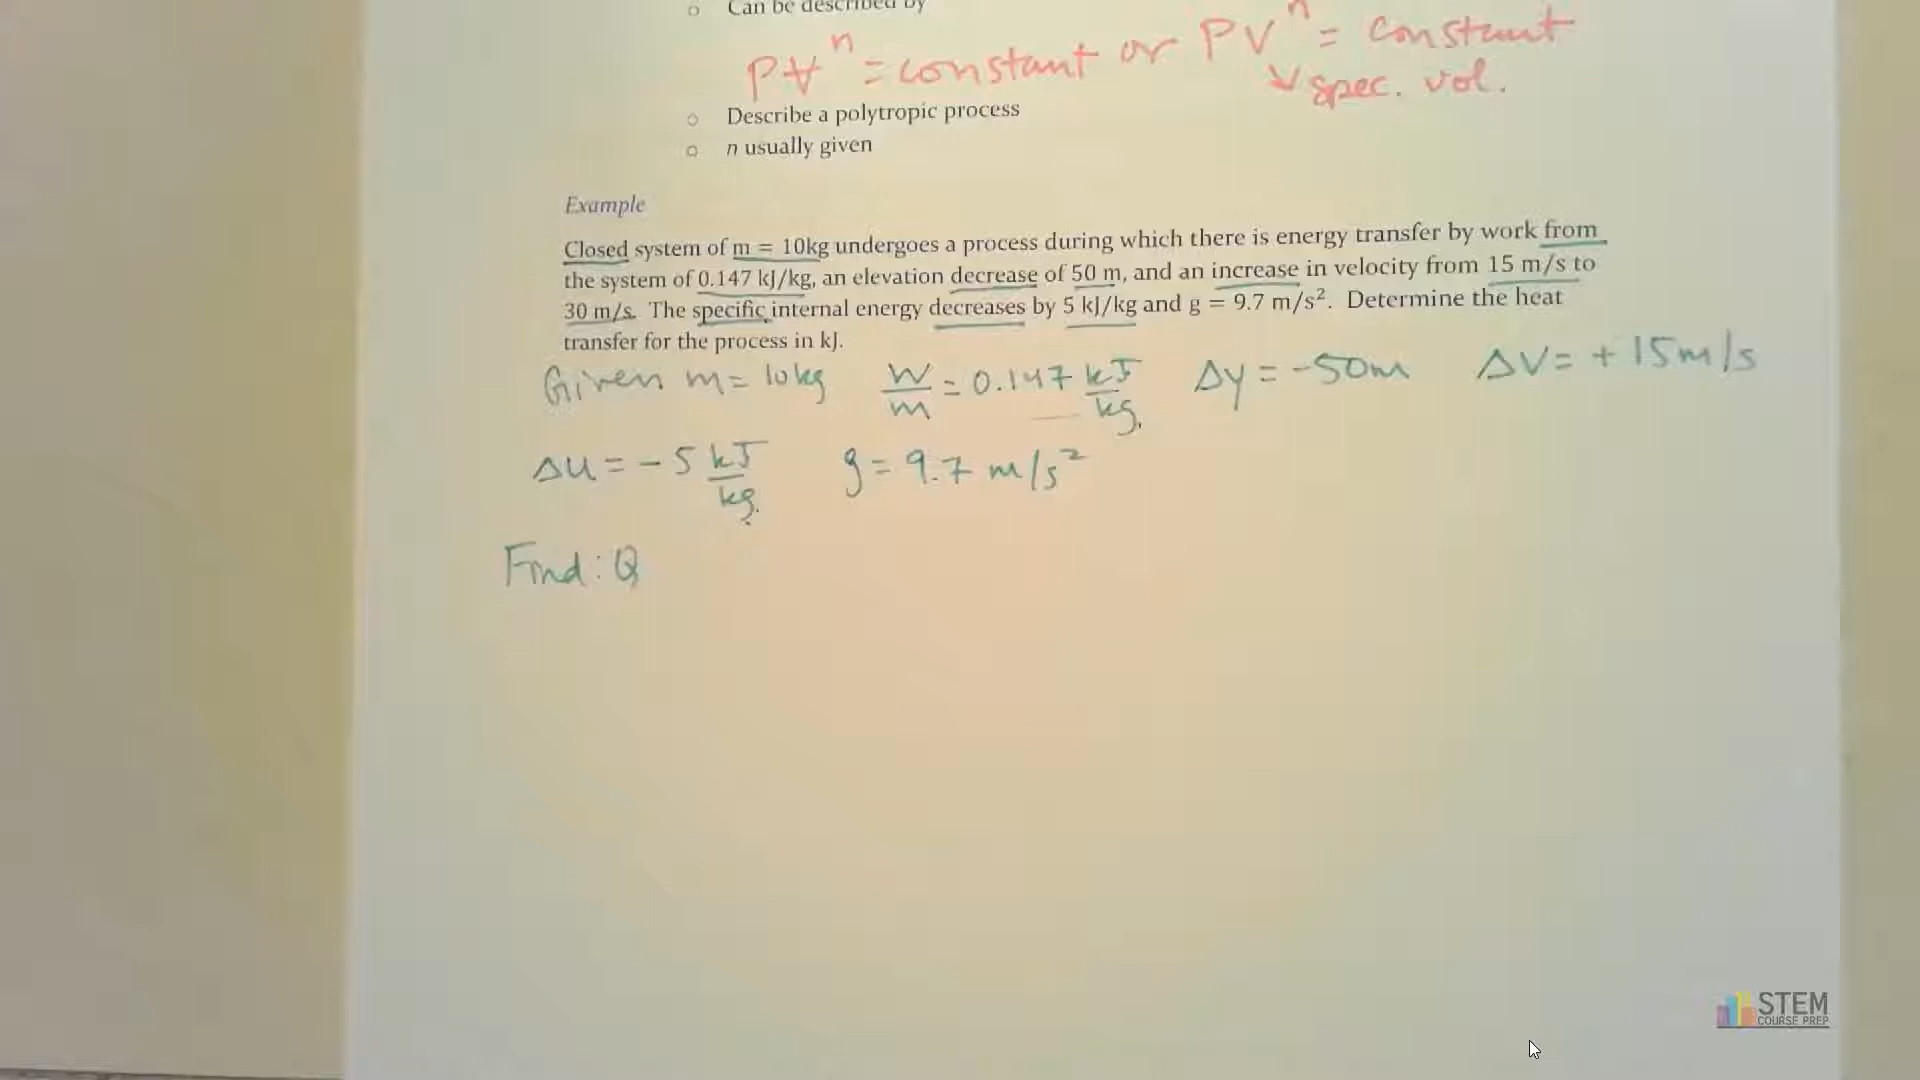 Can be described by
P∀ⁿ = constant or PVⁿ = constant
↘ spec. vol.
Describe a polytropic process
n usually given
Example
Closed system of m = 10kg undergoes a process during which there is energy transfer by work from
the system of 0.147 kJ/kg, an elevation decrease of 50 m, and an increase in velocity from 15 m/s to
30 m/s. The specific internal energy decreases by 5 kJ/kg and g = 9.7 m/s². Determine the heat
transfer for the process in kJ.
Given m = 10kg W/m = 0.147 kJ/kg. Δy = -50m ΔV = +15m/s
Δu = -5 kJ/kg. g = 9.7 m/s²
Find: Q
STEM
COURSE PREP